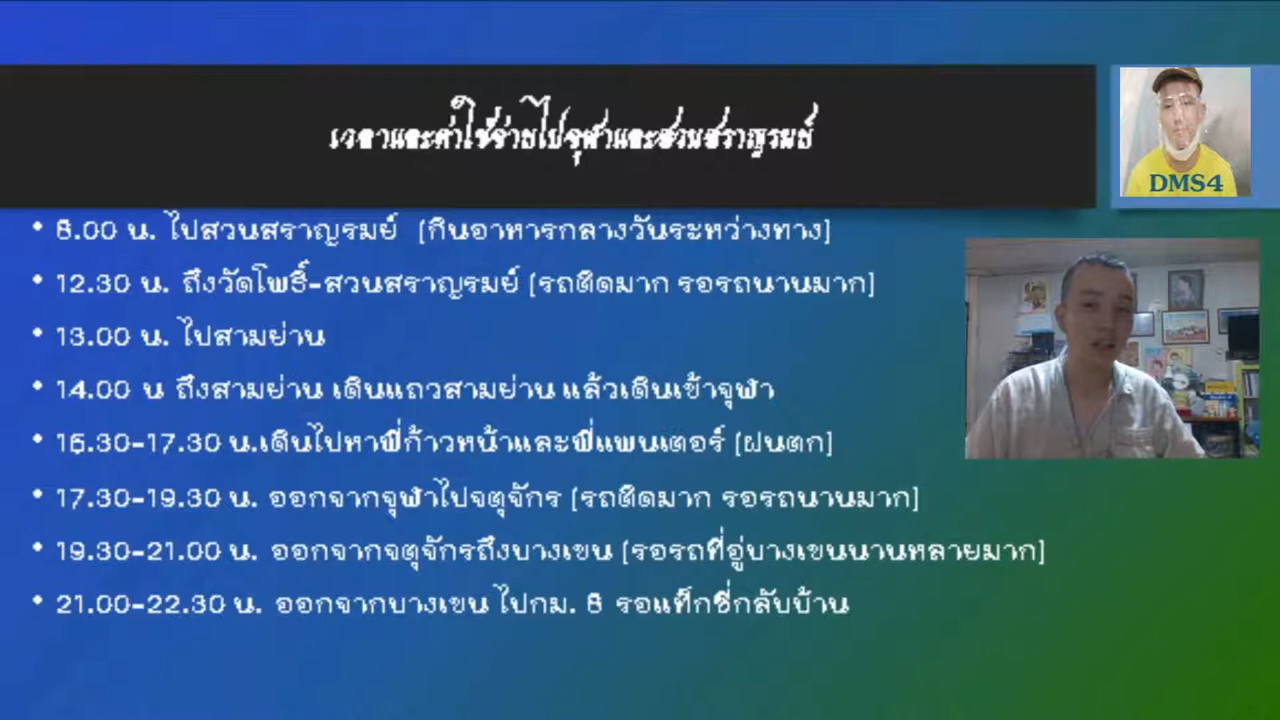 เวลาและค่าใช้จ่ายไปจุฬาและสวนสราญรมย์
DMS4
• 8.00 น. ไปสวนสราญรมย์ (กินอาหารกลางวันระหว่างทาง)
• 12.30 น. ถึงวัดโพธิ์-สวนสราญรมย์ (รถติดมาก รอรถนานมาก)
• 13.00 น. ไปสามย่าน
• 14.00 น ถึงสามย่าน เดินแถวสามย่าน แล้วเดินเข้าจุฬา
• 15.30-17.30 น.เดินไปหาพี่ก้าวหน้าและพี่แพนเตอร์ (ฝนตก)
• 17.30-19.30 น. ออกจากจุฬาไปจตุจักร (รถติดมาก รอรถนานมาก)
• 19.30-21.00 น. ออกจากจตุจักรถึงบางเขน (รอรถที่อู่บางเขนนานหลายมาก)
• 21.00-22.30 น. ออกจากบางเขน ไปกม. 8 รอแท็กซี่กลับบ้าน